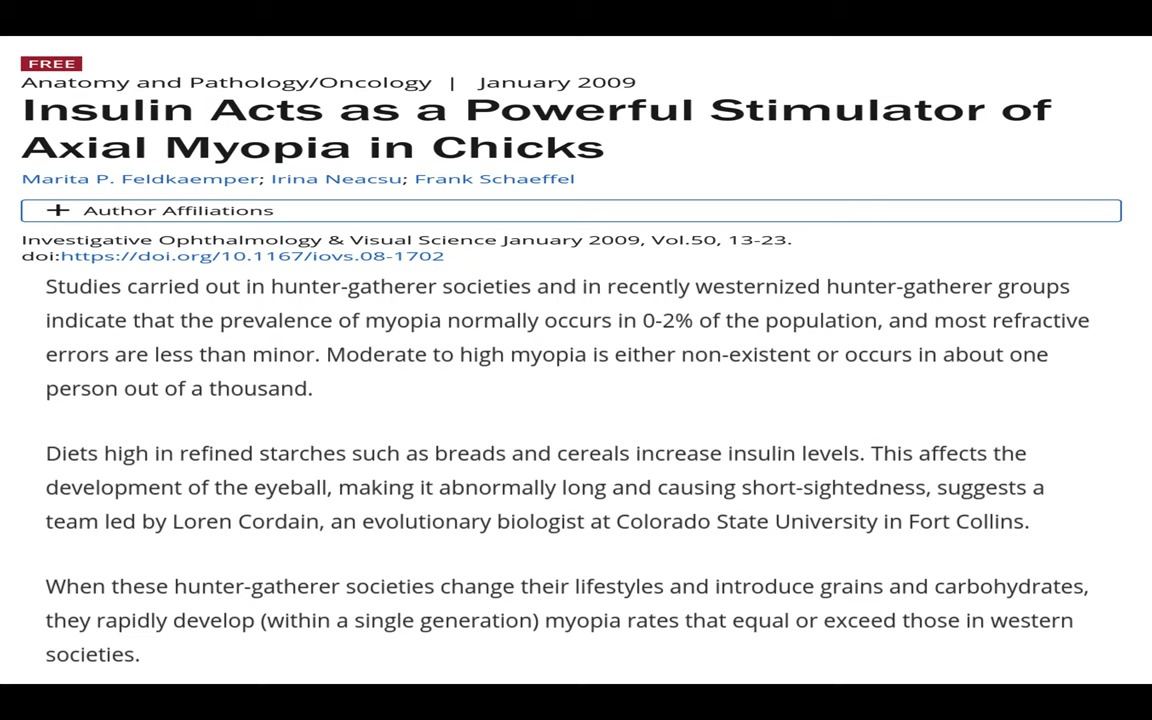 FREE
Anatomy and Pathology/Oncology | January 2009
Insulin Acts as a Powerful Stimulator of
Axial Myopia in Chicks
Marita P. Feldkaemper; Irina Neacsu; Frank Schaeffel
+ Author Affiliations
Investigative Ophthalmology & Visual Science January 2009, Vol.50, 13-23.
doi:https://doi.org/10.1167/iovs.08-1702
Studies carried out in hunter-gatherer societies and in recently westernized hunter-gatherer groups
indicate that the prevalence of myopia normally occurs in 0-2% of the population, and most refractive
errors are less than minor. Moderate to high myopia is either non-existent or occurs in about one
person out of a thousand.
Diets high in refined starches such as breads and cereals increase insulin levels. This affects the
development of the eyeball, making it abnormally long and causing short-sightedness, suggests a
team led by Loren Cordain, an evolutionary biologist at Colorado State University in Fort Collins.
When these hunter-gatherer societies change their lifestyles and introduce grains and carbohydrates,
they rapidly develop (within a single generation) myopia rates that equal or exceed those in western
societies.